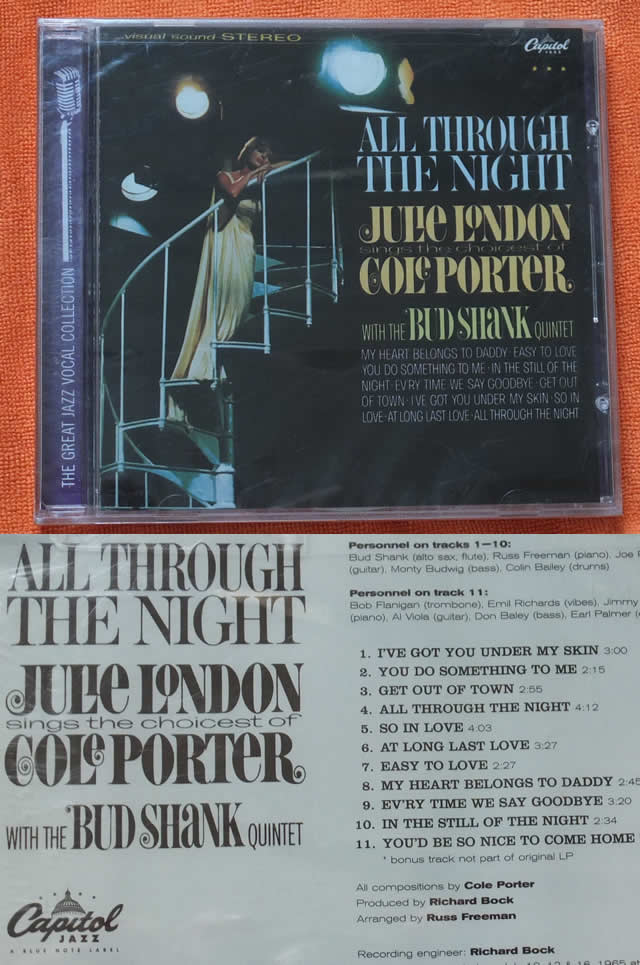 visual sound STEREO
Capitol
JAZZ
THE GREAT JAZZ VOCAL COLLECTION
ALL THROUGH
THE NIGHT
JULIE LONDON
sings the choicest of
COLE PORTER
WITH THE BUD SHANK QUINTET
MY HEART BELONGS TO DADDY · EASY TO LOVE
YOU DO SOMETHING TO ME · IN THE STILL OF THE
NIGHT · EV'RY TIME WE SAY GOODBYE · GET OUT
OF TOWN · I'VE GOT YOU UNDER MY SKIN · SO IN
LOVE · AT LONG LAST LOVE · ALL THROUGH THE NIGHT
ALL THROUGH
THE NIGHT
JULIE LONDON
sings the choicest of
COLE PORTER
WITH THE BUD SHANK QUINTET
Capitol
JAZZ
A BLUE NOTE LABEL
Personnel on tracks 1–10:
Bud Shank (alto sax, flute), Russ Freeman (piano), Joe
(guitar), Monty Budwig (bass), Colin Bailey (drums)
Personnel on track 11:
Bob Flanigan (trombone), Emil Richards (vibes), Jimmy
(piano), Al Viola (guitar), Don Baley (bass), Earl Palmer
1. I'VE GOT YOU UNDER MY SKIN 3:00
2. YOU DO SOMETHING TO ME 2:15
3. GET OUT OF TOWN 2:55
4. ALL THROUGH THE NIGHT 4:12
5. SO IN LOVE 4:03
6. AT LONG LAST LOVE 3:27
7. EASY TO LOVE 2:27
8. MY HEART BELONGS TO DADDY 2:45
9. EV'RY TIME WE SAY GOODBYE 3:20
10. IN THE STILL OF THE NIGHT 2:34
11. YOU'D BE SO NICE TO COME HOME
* bonus track not part of original LP
All compositions by Cole Porter
Produced by Richard Bock
Arranged by Russ Freeman
Recording engineer: Richard Bock
1965 at